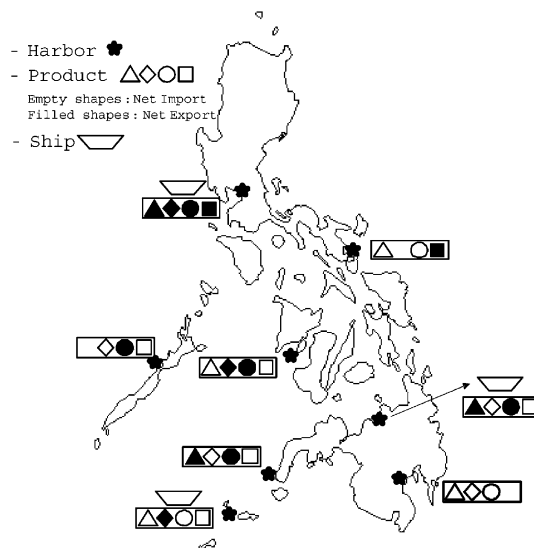 - Harbor
- Product
Empty shapes : Net Import
Filled shapes : Net Export
- Ship